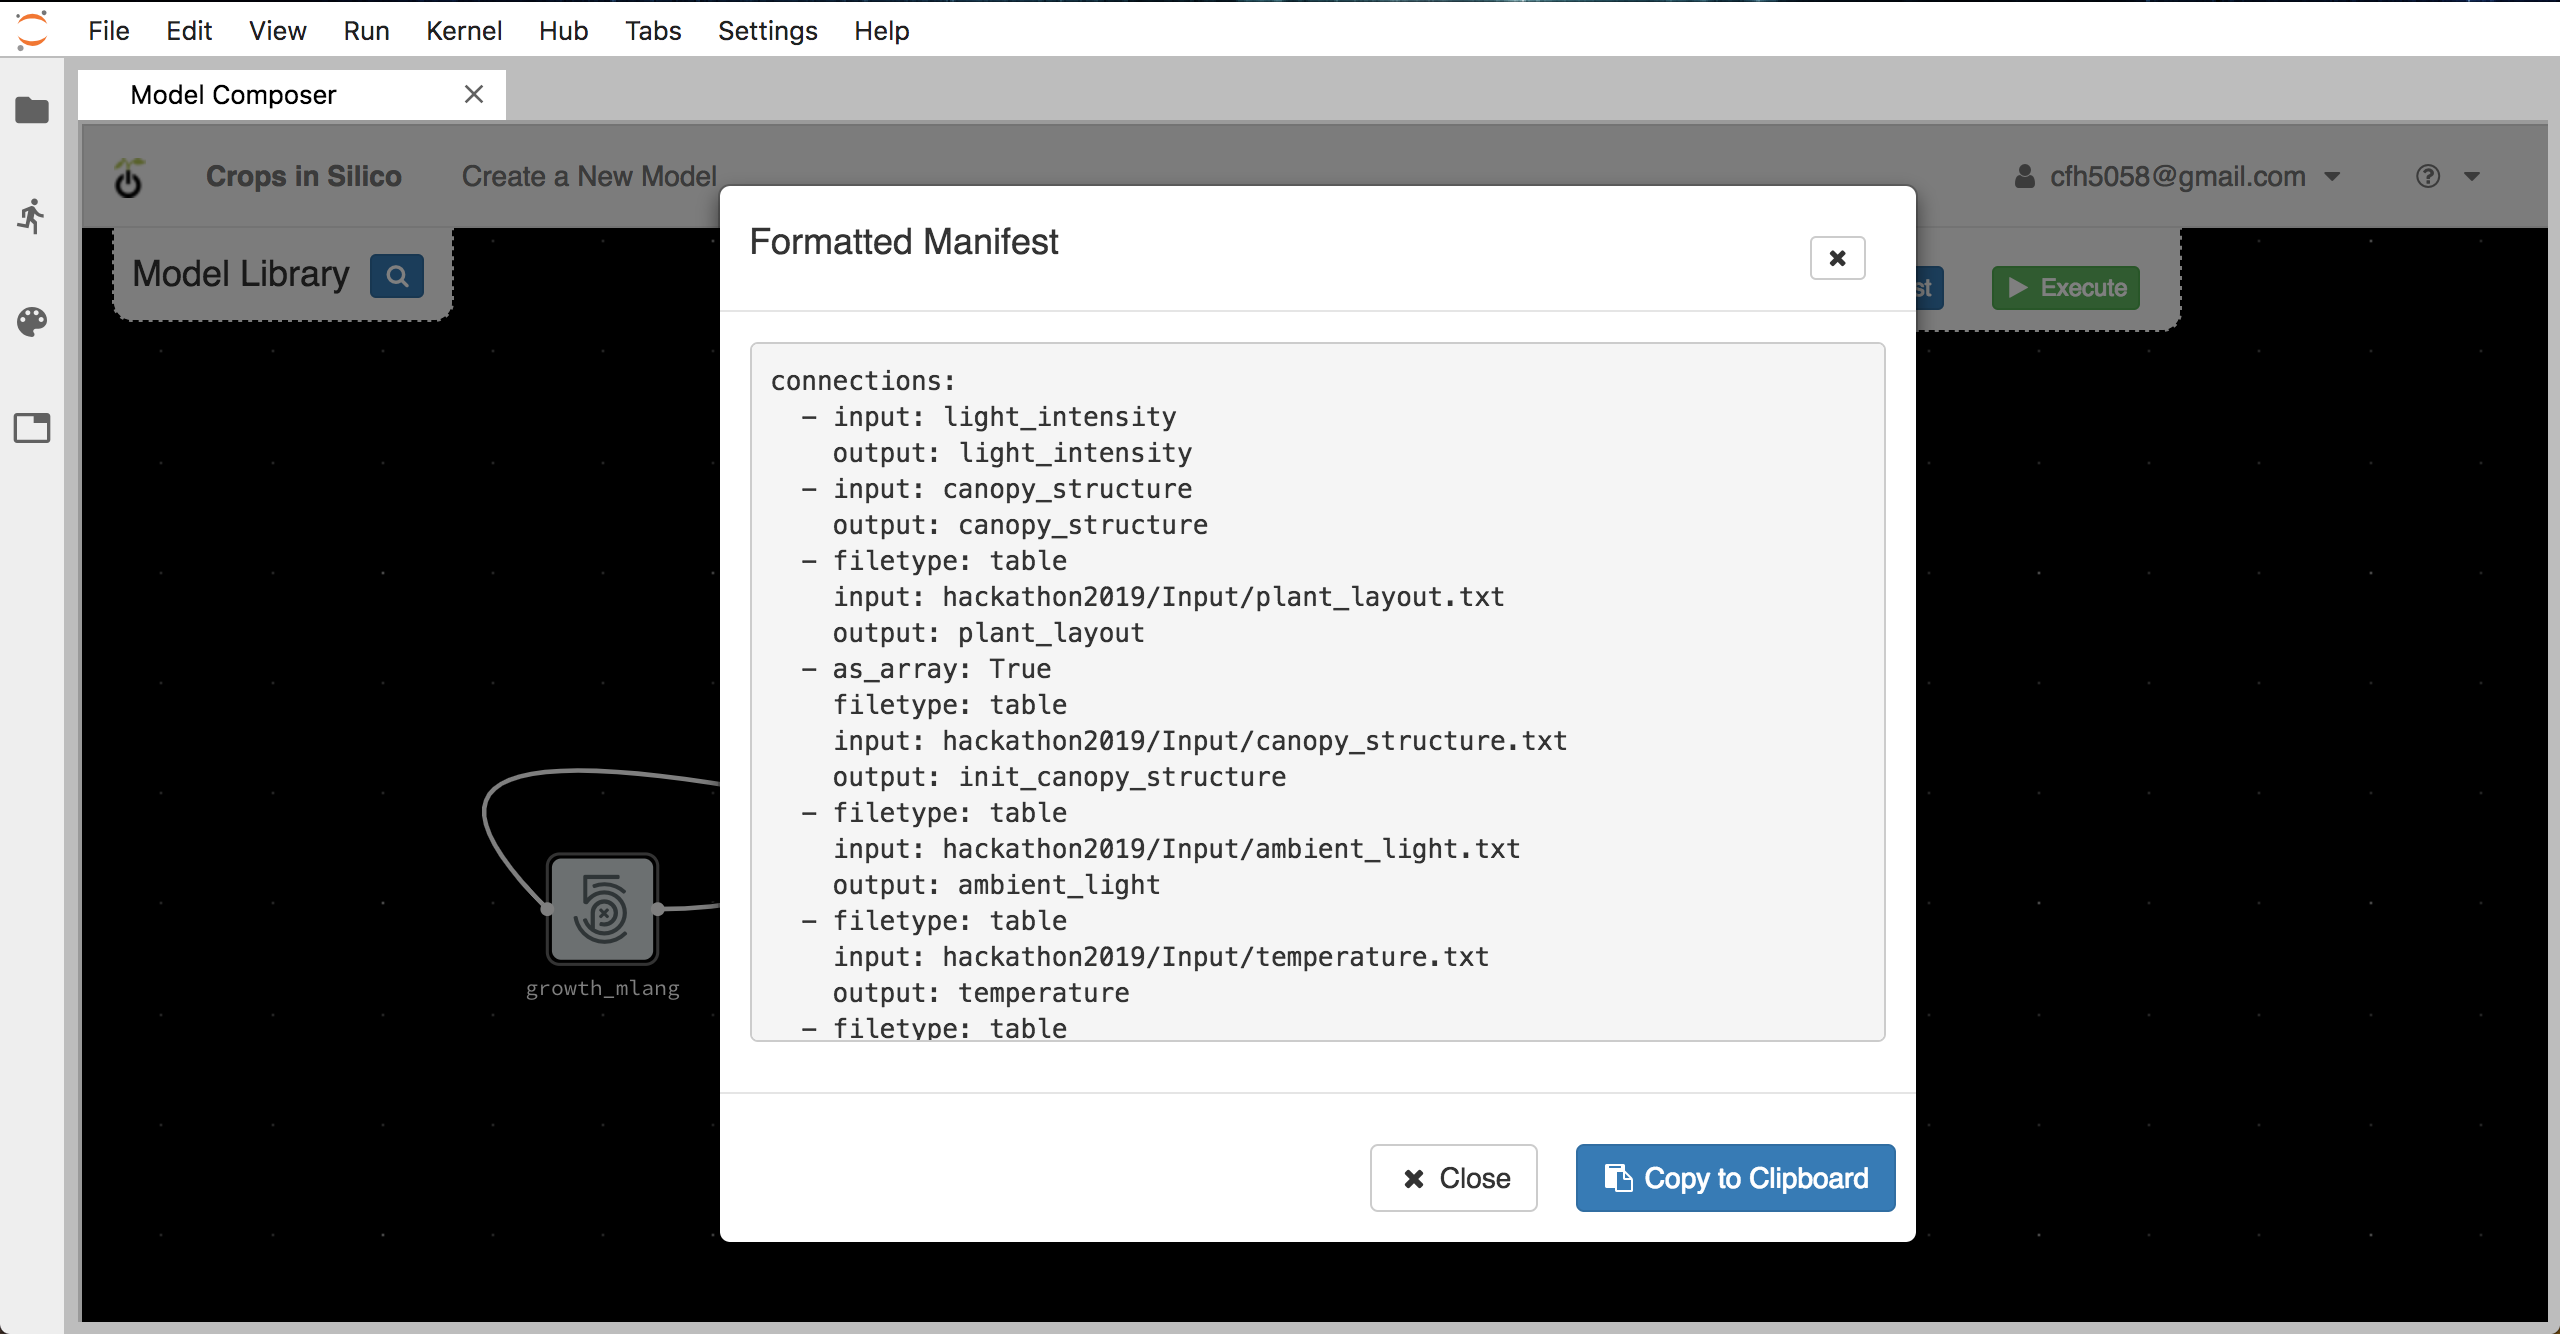 File Edit View Run Kernel Hub Tabs Settings Help
Model Composer
Crops in Silico Create a New Model cfh5058@gmail.com
Model Library
Execute
Formatted Manifest
connections:
  - input: light_intensity
    output: light_intensity
  - input: canopy_structure
    output: canopy_structure
  - filetype: table
    input: hackathon2019/Input/plant_layout.txt
    output: plant_layout
  - as_array: True
    filetype: table
    input: hackathon2019/Input/canopy_structure.txt
    output: init_canopy_structure
  - filetype: table
    input: hackathon2019/Input/ambient_light.txt
    output: ambient_light
  - filetype: table
    input: hackathon2019/Input/temperature.txt
    output: temperature
  - filetype: table
growth_mlang
Close Copy to Clipboard